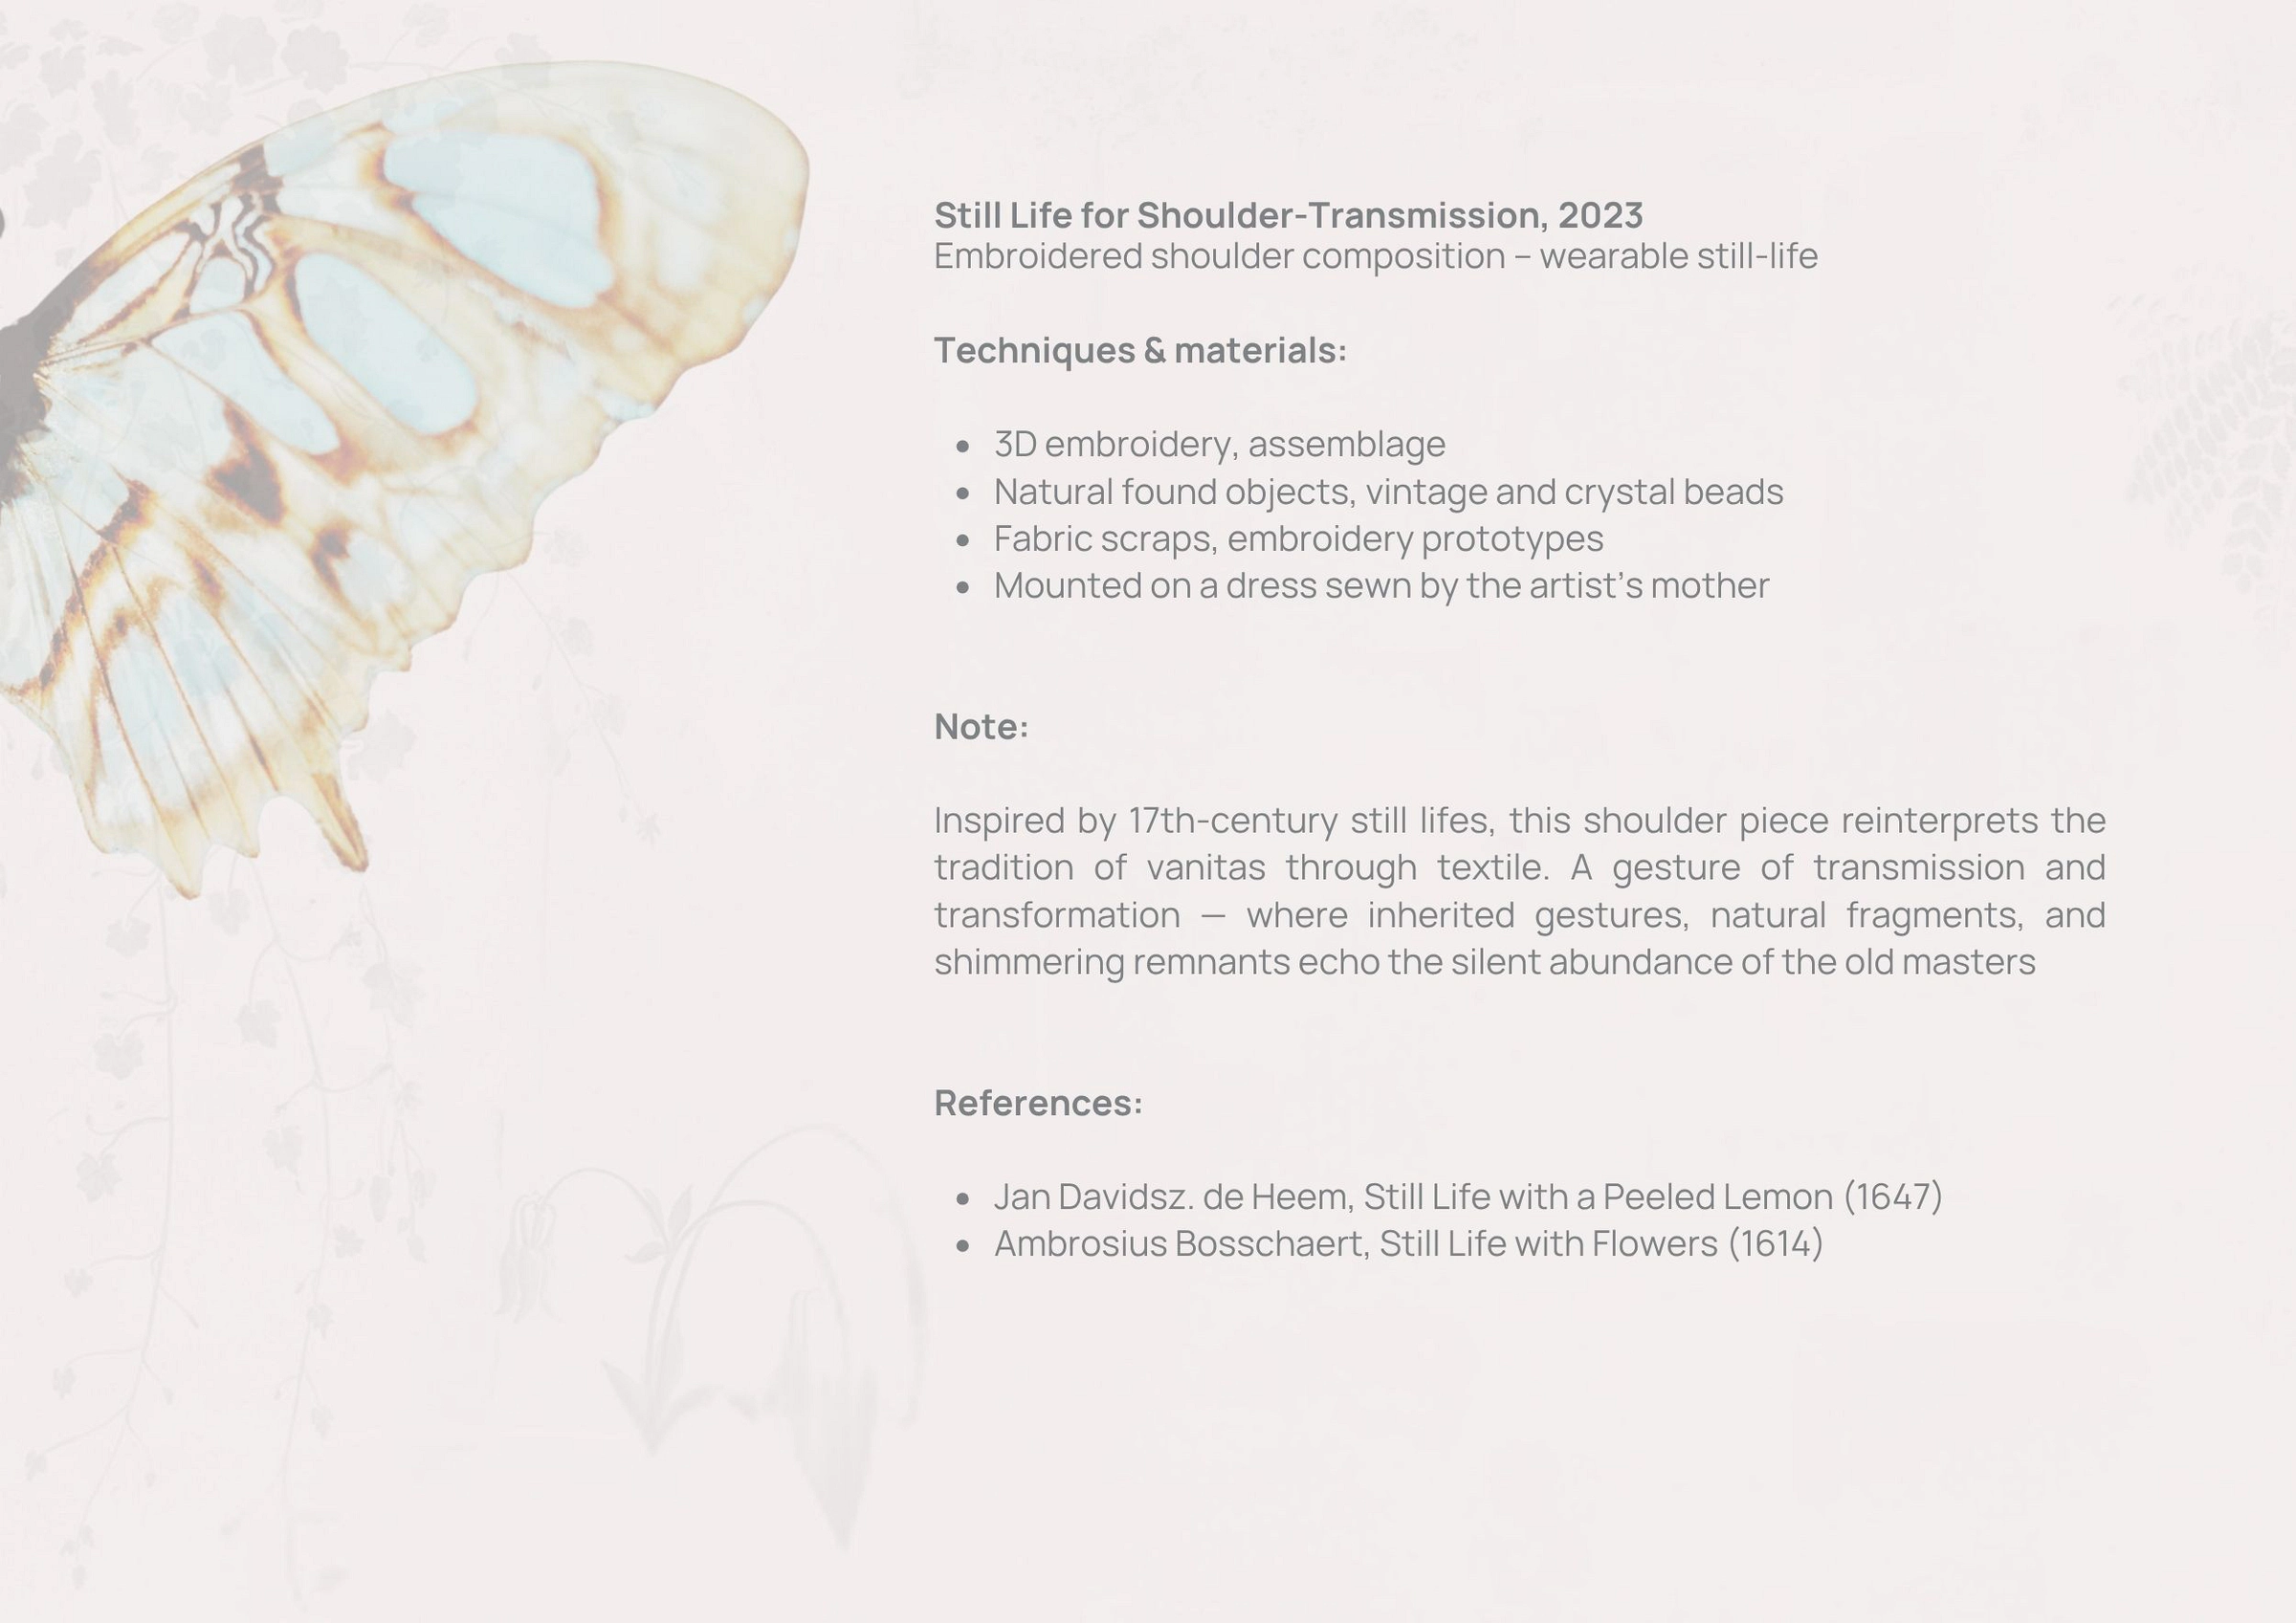 Still Life for Shoulder-Transmission, 2023
Embroidered shoulder composition – wearable still-life
Techniques & materials:
• 3D embroidery, assemblage
• Natural found objects, vintage and crystal beads
• Fabric scraps, embroidery prototypes
• Mounted on a dress sewn by the artist’s mother
Note:
Inspired by 17th-century still lifes, this shoulder piece reinterprets the
tradition of vanitas through textile. A gesture of transmission and
transformation — where inherited gestures, natural fragments, and
shimmering remnants echo the silent abundance of the old masters
References:
• Jan Davidsz. de Heem, Still Life with a Peeled Lemon (1647)
• Ambrosius Bosschaert, Still Life with Flowers (1614)